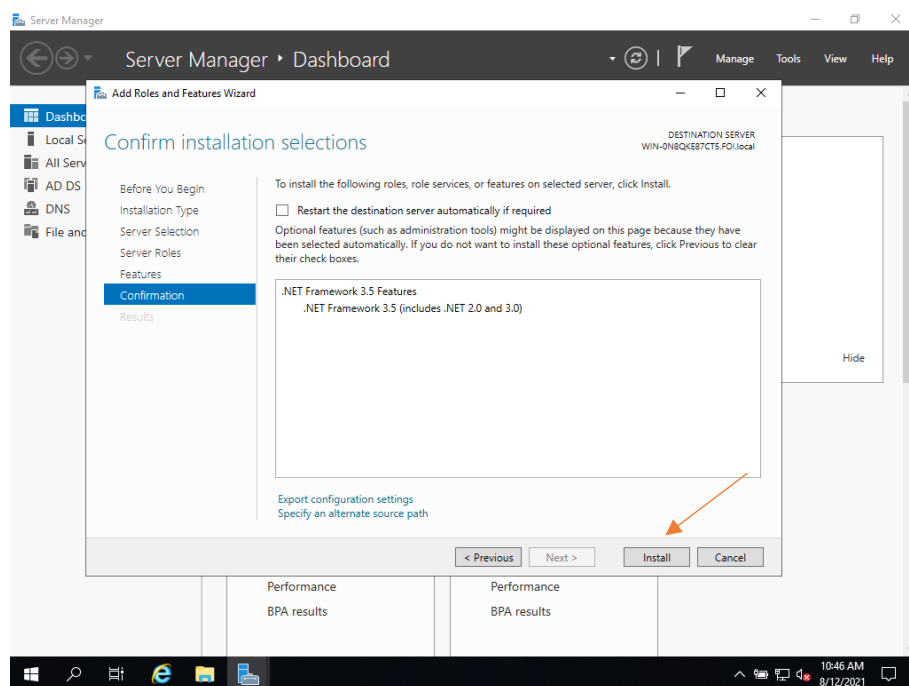 Server Manager
Server Manager • Dashboard
Manage Tools View Help
Add Roles and Features Wizard
Dashbo
Local Se
All Serv
AD DS
DNS
File and
Confirm installation selections
DESTINATION SERVER
WIN-0N8QKE87CTS.FOI.local
Before You Begin
Installation Type
Server Selection
Server Roles
Features
Confirmation
Results
To install the following roles, role services, or features on selected server, click Install.
Restart the destination server automatically if required
Optional features (such as administration tools) might be displayed on this page because they have
been selected automatically. If you do not want to install these optional features, click Previous to clear
their check boxes.
.NET Framework 3.5 Features
.NET Framework 3.5 (includes .NET 2.0 and 3.0)
Export configuration settings
Specify an alternate source path
< Previous Next > Install Cancel
Hide
Performance
BPA results
Performance
BPA results
10:46 AM
8/12/2021